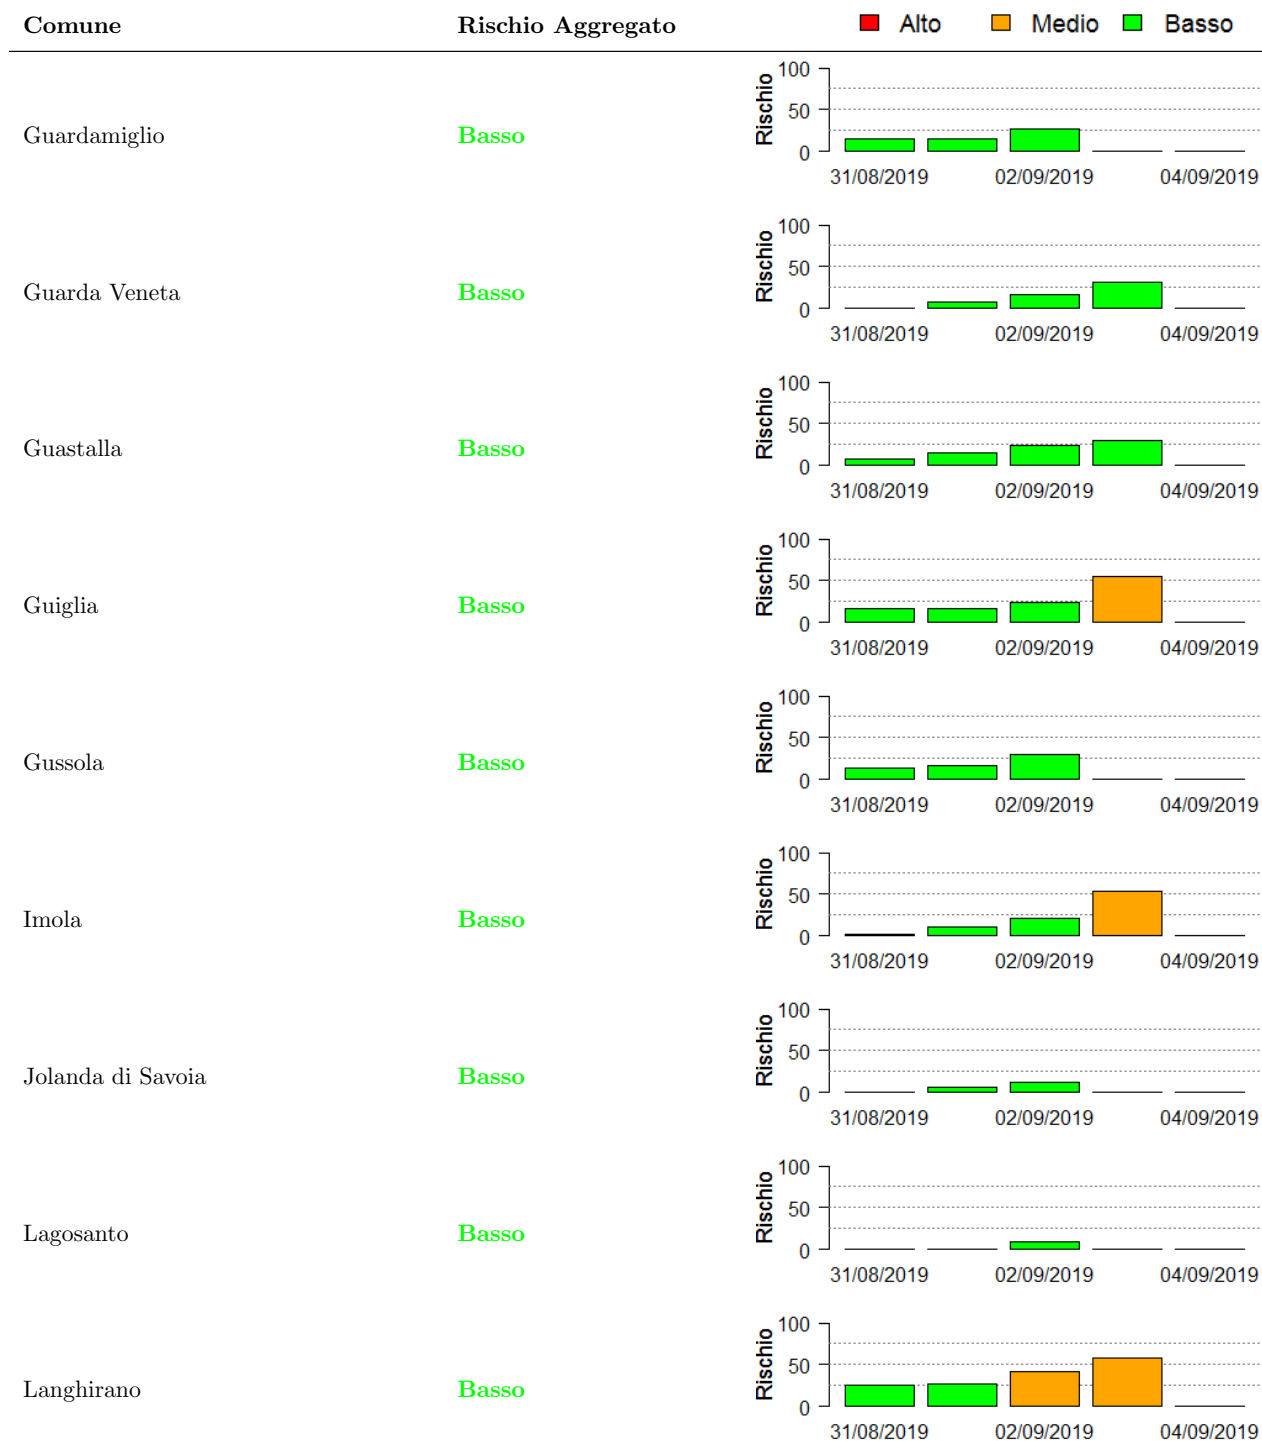 Comune Rischio Aggregato Alto Medio Basso
Guardamiglio Basso Rischio 100 50 0
31/08/2019 02/09/2019 04/09/2019
Guarda Veneta Basso Rischio 100 50 0
31/08/2019 02/09/2019 04/09/2019
Guastalla Basso Rischio 100 50 0
31/08/2019 02/09/2019 04/09/2019
Guiglia Basso Rischio 100 50 0
31/08/2019 02/09/2019 04/09/2019
Gussola Basso Rischio 100 50 0
31/08/2019 02/09/2019 04/09/2019
Imola Basso Rischio 100 50 0
31/08/2019 02/09/2019 04/09/2019
Jolanda di Savoia Basso Rischio 100 50 0
31/08/2019 02/09/2019 04/09/2019
Lagosanto Basso Rischio 100 50 0
31/08/2019 02/09/2019 04/09/2019
Langhirano Basso Rischio 100 50 0
31/08/2019 02/09/2019 04/09/2019